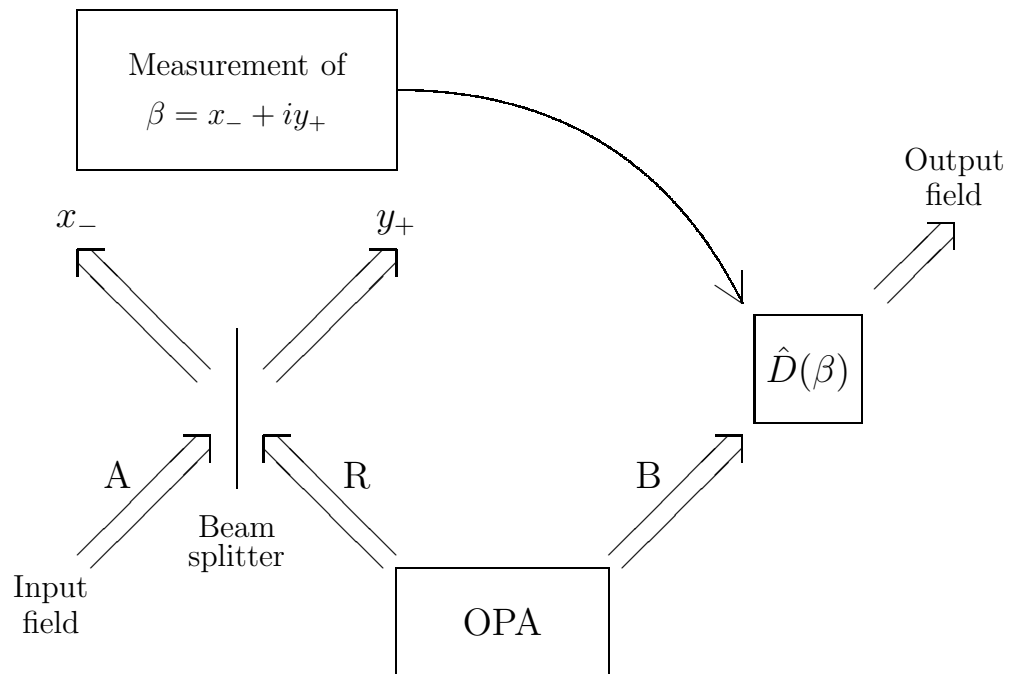 Measurement of
β = x₋ + iy₊
Output
field
x₋
y₊
D̂(β)
A
R
B
Beam
splitter
Input
field
OPA